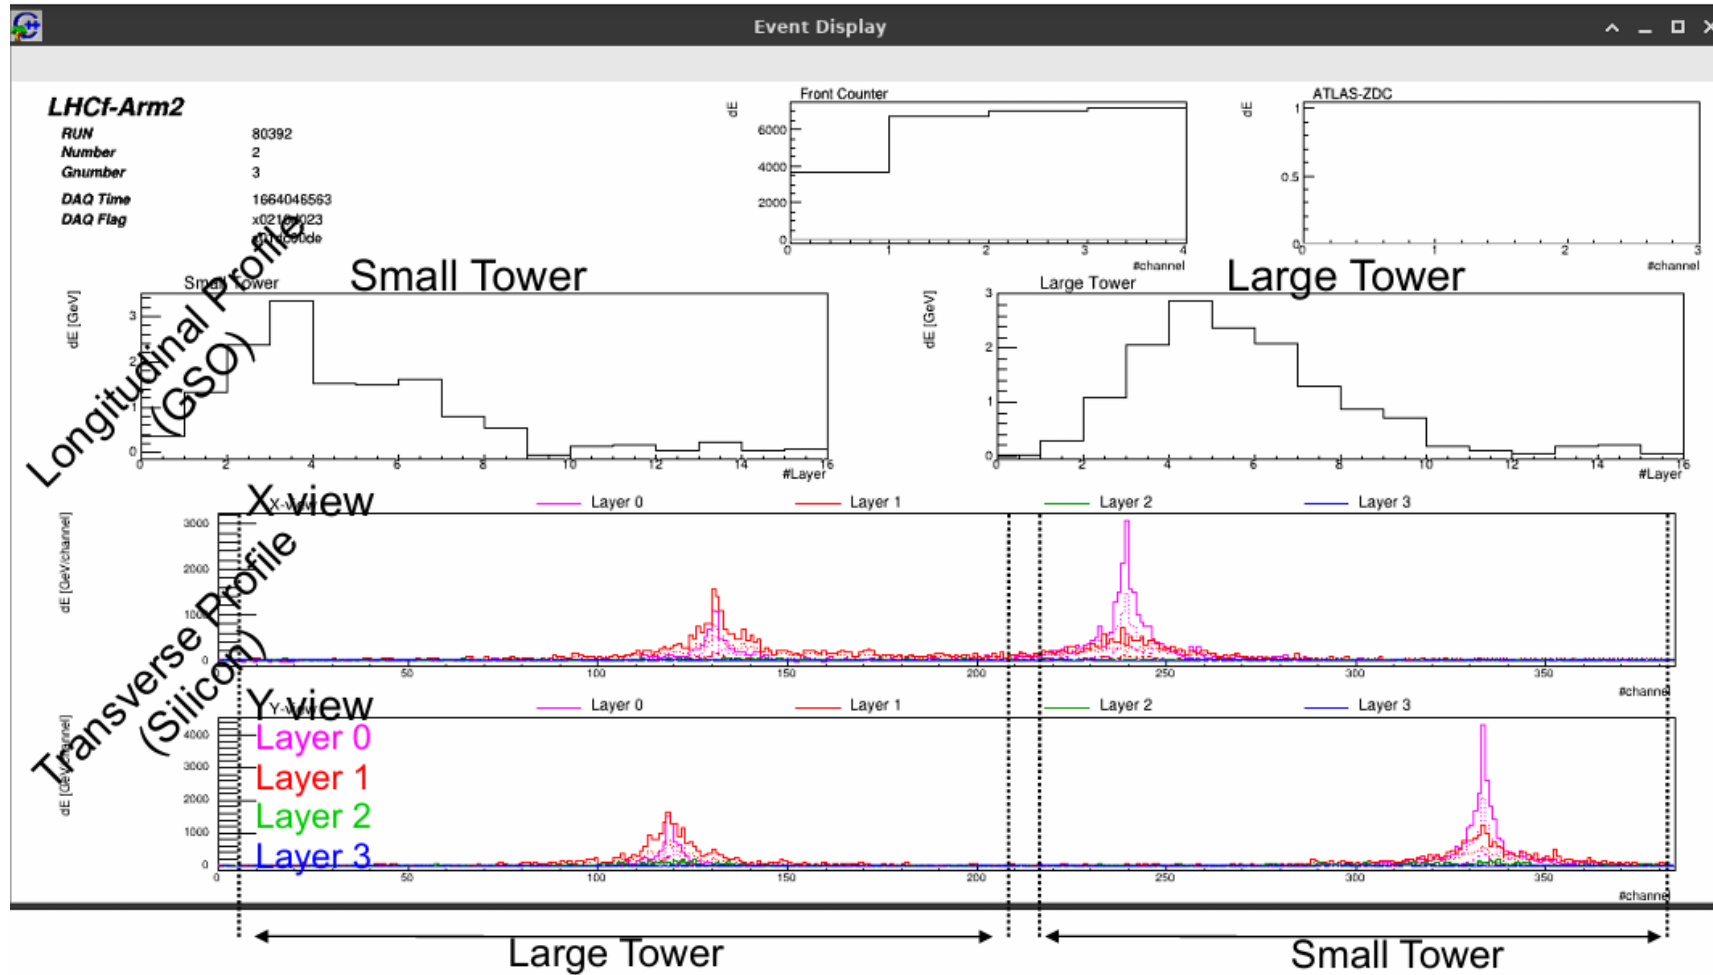 Event Display
LHCf-Arm2
RUN 80392
Number 2
Gnumber 3
DAQ Time 1664046563
DAQ Flag
Front Counter
dE
6000
4000
2000
0
0 1 2 3 4
#channel
ATLAS-ZDC
dE
1
0.5
0
0 1 2 3
#channel
Longitudinal Profile
(GSO)
Small Tower
Small Tower
dE [GeV]
3
2
1
0
0 2 4 6 8 10 12 14 16
#Layer
Large Tower
Large Tower
dE [GeV]
3
2
1
0
0 2 4 6 8 10 12 14 16
#Layer
Transverse Profile
(Silicon)
X view
X-view
Layer 0 Layer 1 Layer 2 Layer 3
dE [GeV/channel]
3000
2000
1000
0
50 100 150 200 250 300 350
#channel
Y view
Y-view
Layer 0 Layer 1 Layer 2 Layer 3
Layer 0
Layer 1
Layer 2
Layer 3
dE [GeV/channel]
4000
3000
2000
1000
0
0 50 100 150 200 250 300 350
#channel
Large Tower
Small Tower